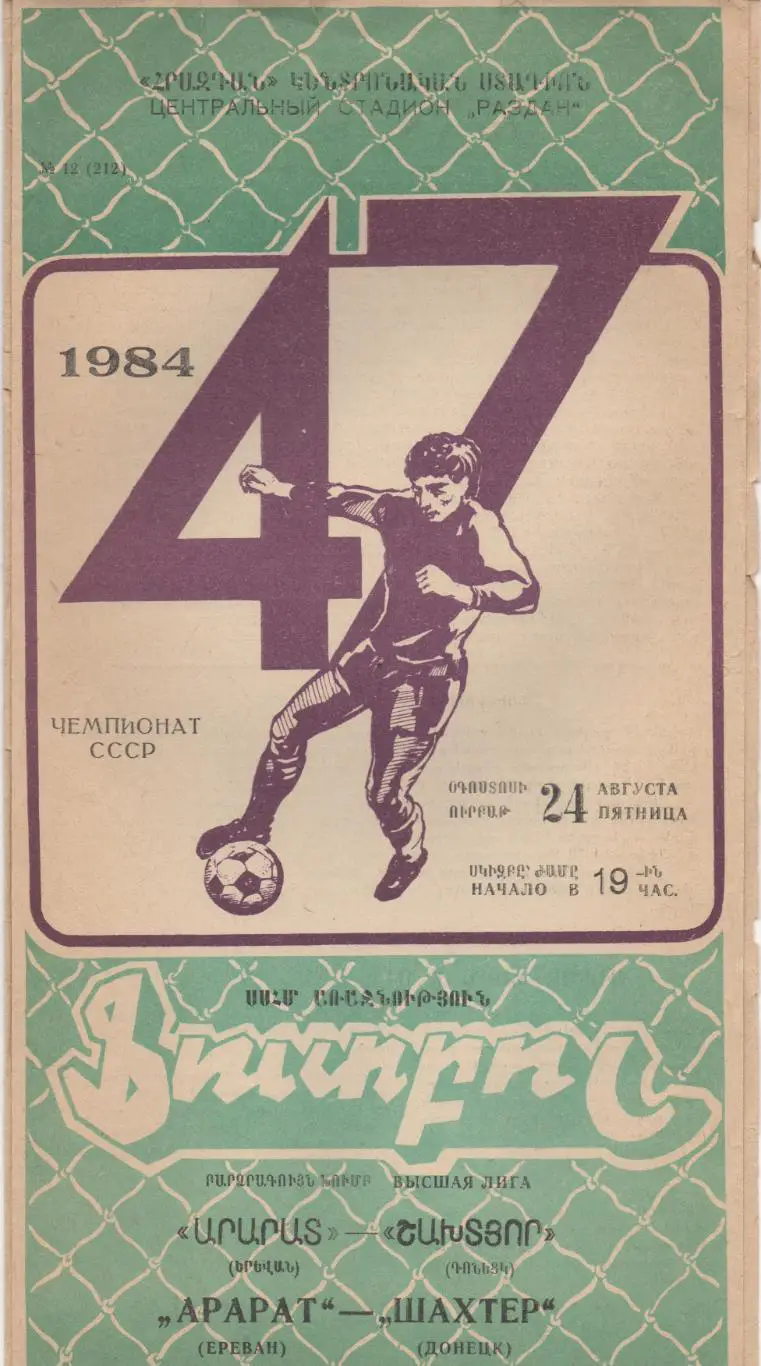 «ՀՐԱԶԴԱՆ» ԿԵՆՏՐՈՆԱԿԱՆ ՍՏԱԴԻՈՆ
ЦЕНТРАЛЬНЫЙ СТАДИОН „РАЗДАН“
№ 12 (212)
47
1984
ЧЕМПИОНАТ
СССР
ՕԳՈՍՏՈՍԻ 24 АВГУСТА
ՈՒՐԲԱԹ ПЯТНИЦА
ՍԿԻԶԲԸ՝ ԺԱՄԸ 19 -ԻՆ
НАЧАЛО В ЧАС.
ՍՍՀՄ ԱՌԱՋՆՈՒԹՅՈՒՆ
Ֆուտբոլ
ԲԱՐՁՐԱԳՈՒՅՆ ԽՈՒՄԲ ВЫСШАЯ ЛИГА
«ԱՐԱՐԱՏ» — «ՇԱԽՏՅՈՐ»
(ԵՐԵՎԱՆ) (ԴՈՆԵՑԿ)
„АРАРАТ“ — „ШАХТЕР“
(ЕРЕВАН) (ДОНЕЦК)